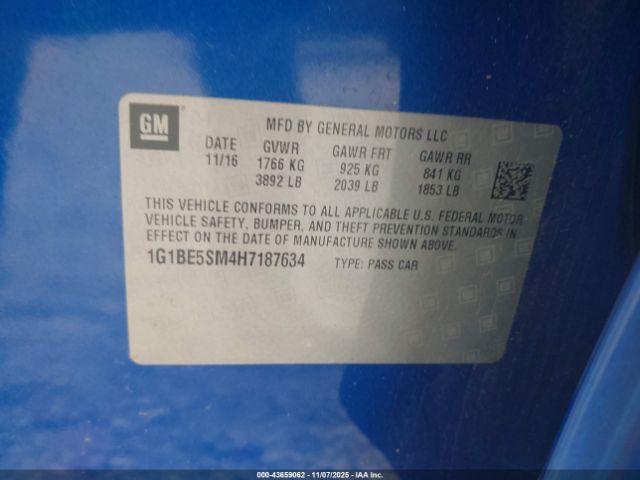 GM
MFD BY GENERAL MOTORS LLC
DATE GVWR GAWR FRT GAWR RR
11/16 1766 KG 925 KG 841 KG
3892 LB 2039 LB 1853 LB
THIS VEHICLE CONFORMS TO ALL APPLICABLE U.S. FEDERAL MOTOR
VEHICLE SAFETY, BUMPER, AND THEFT PREVENTION STANDARDS IN
EFFECT ON THE DATE OF MANUFACTURE SHOWN ABOVE.
1G1BE5SM4H7187634 TYPE: PASS CAR
000-43659062 - 11/07/2025 - IAA Inc.